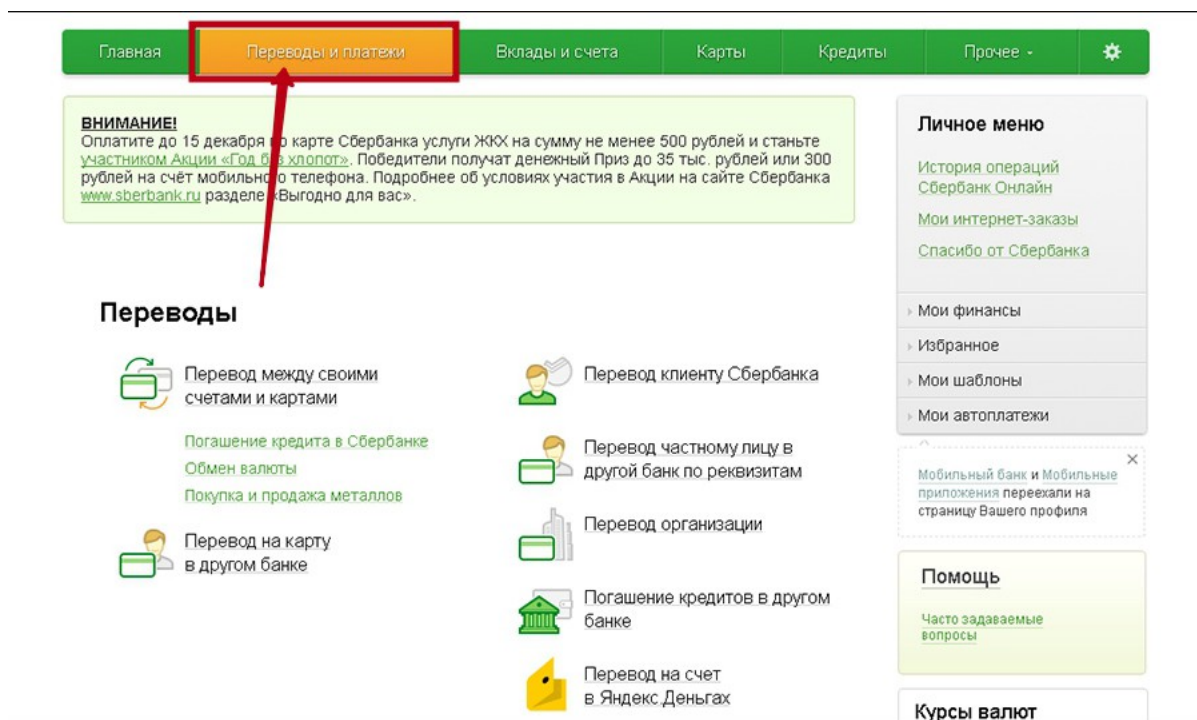 Главная Переводы и платежи Вклады и счета Карты Кредиты Прочее
ВНИМАНИЕ!
Оплатите до 15 декабря по карте Сбербанка услуги ЖКХ на сумму не менее 500 рублей и станьте
участником Акции «Год без хлопот». Победители получат денежный Приз до 35 тыс. рублей или 300
рублей на счёт мобильного телефона. Подробнее об условиях участия в Акции на сайте Сбербанка
www.sberbank.ru разделе «Выгодно для вас».
Переводы
Перевод между своими
счетами и картами
Погашение кредита в Сбербанке
Обмен валюты
Покупка и продажа металлов
Перевод на карту
в другом банке
Перевод клиенту Сбербанка
Перевод частному лицу в
другой банк по реквизитам
Перевод организации
Погашение кредитов в другом
банке
Перевод на счет
в Яндекс.Деньгах
Личное меню
История операций
Сбербанк Онлайн
Мои интернет-заказы
Спасибо от Сбербанка
Мои финансы
Избранное
Мои шаблоны
Мои автоплатежи
Мобильный банк и Мобильные
приложения переехали на
страницу Вашего профиля
Помощь
Часто задаваемые
вопросы
Курсы валют